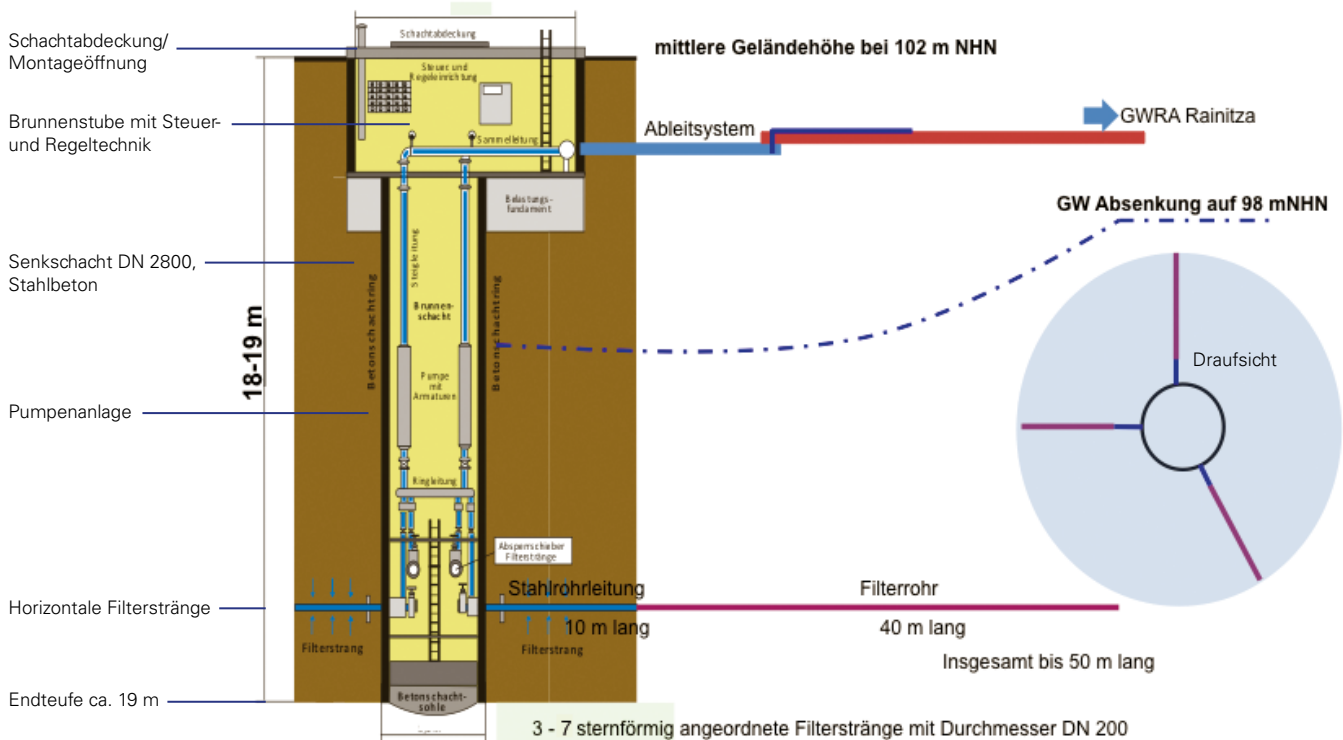 Schachtabdeckung/
Montageöffnung
Schachtabdeckung
mittlere Geländehöhe bei 102 m NHN
Steuer und
Regeleinrichtung
Brunnenstube mit Steuer-
und Regeltechnik
Sammelleitung
Ableitsystem
GWRA Rainitza
Belastungs-
fundament
GW Absenkung auf 98 mNHN
Senkschacht DN 2800,
Stahlbeton
Steigleitung
Betonschachtring
Brunnen-
schacht
Betonschachtring
18-19 m
Draufsicht
Pumpenanlage
Pumpe
mit
Armaturen
Ringleitung
Absperrschieber
Filterstränge
Horizontale Filterstränge
Stahlrohrleitung
10 m lang
Filterrohr
40 m lang
Filterstrang
Filterstrang
Insgesamt bis 50 m lang
Endteufe ca. 19 m
Betonschacht-
sohle
3 - 7 sternförmig angeordnete Filterstränge mit Durchmesser DN 200